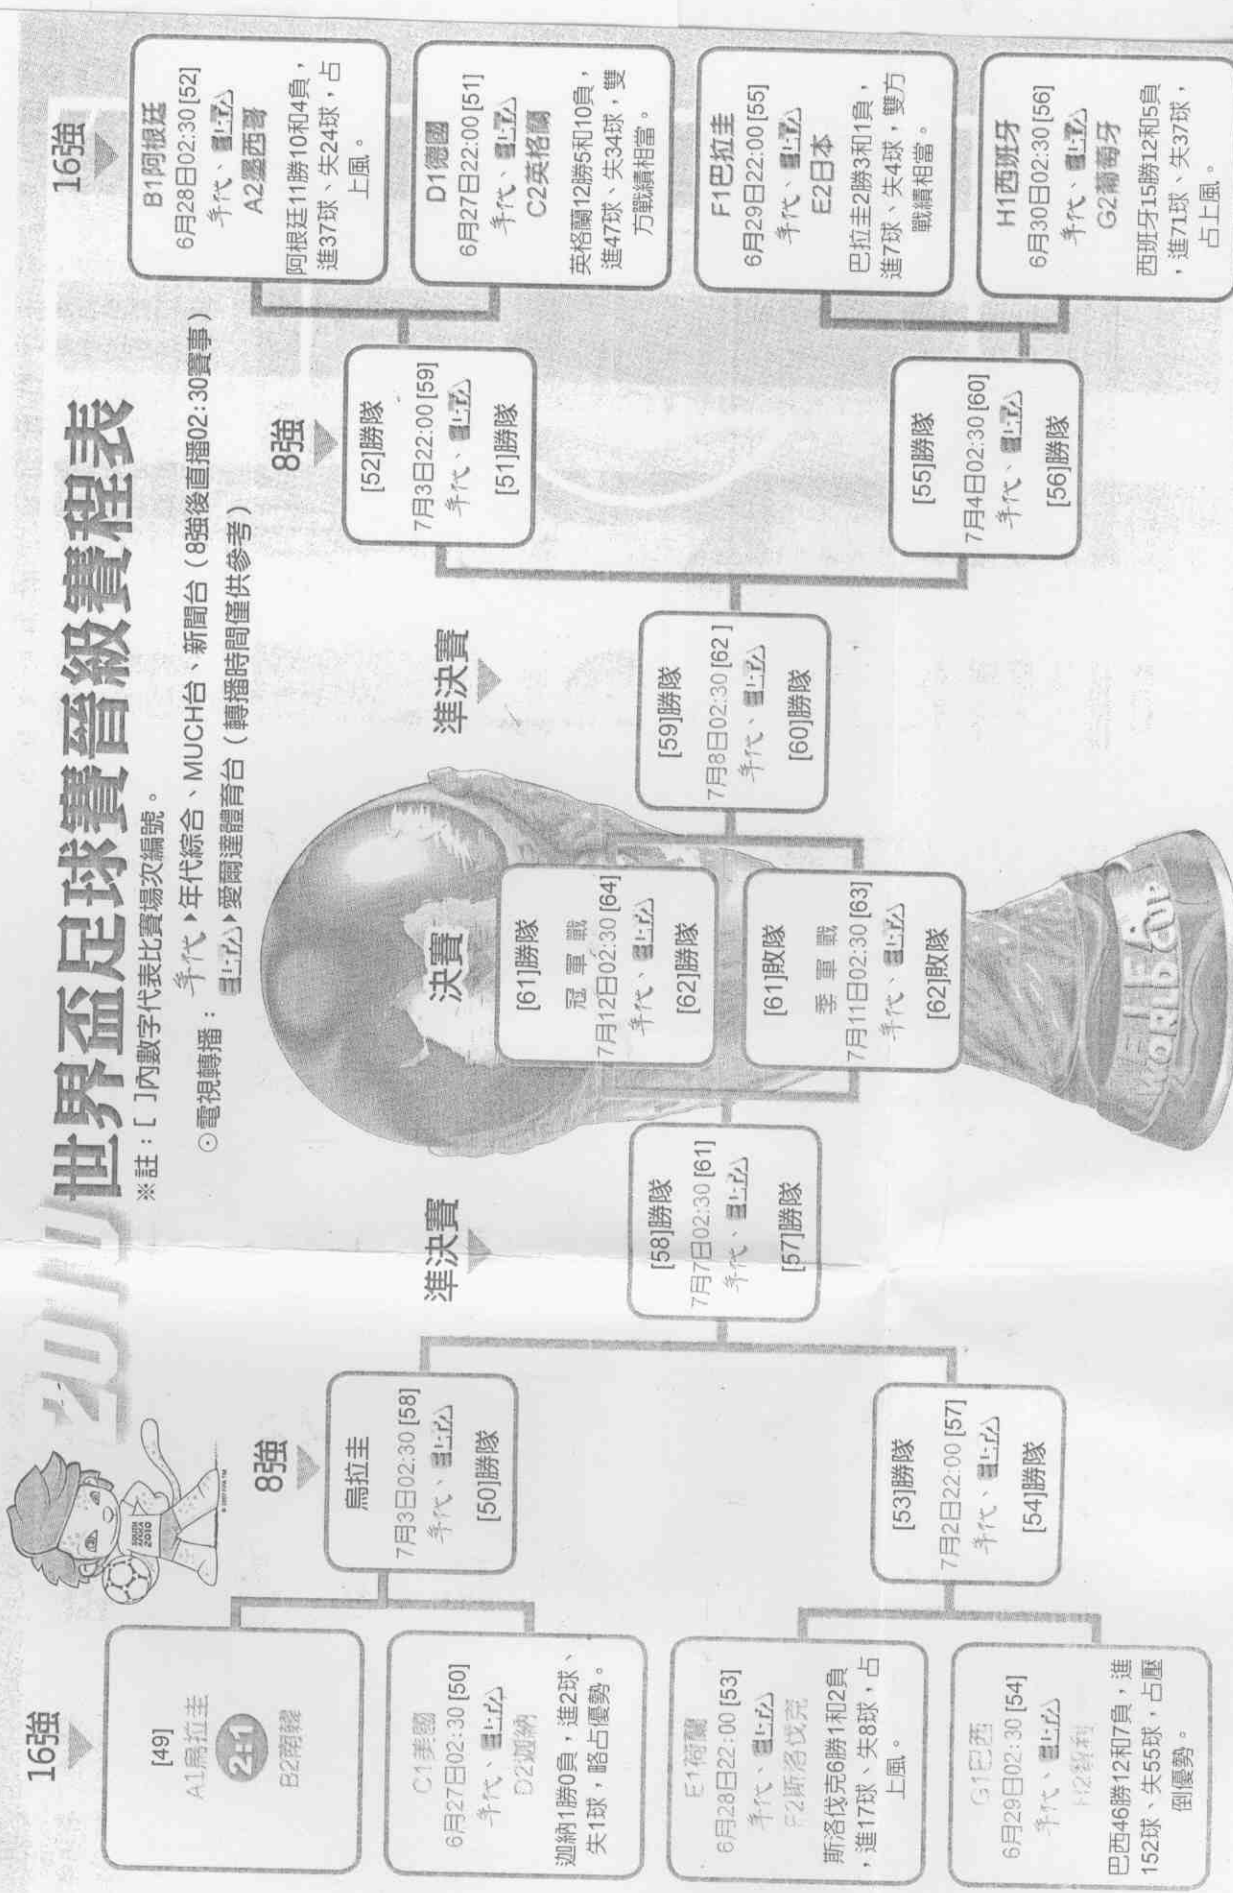 2010世界盃足球賽晉級賽程表
※註：[ ]內數字代表比賽場次編號。
⊙電視轉播：
年代▶年代綜合、MUCH台、新聞台（8強後直播02:30賽事）
▶愛爾達體育台（轉播時間僅供參考）
16強
[49]
A1烏拉圭
2+1
B2南韓
C1美國
6月27日02:30 [50]
年代、
D2迦納
迦納1勝0負，進2球、
失1球，略占優勢。
E1荷蘭
6月28日22:00 [53]
年代、
F2斯洛伐克
斯洛伐克6勝1和2負
，進17球、失8球，占
上風。
G1巴西
6月29日02:30 [54]
年代、
H2智利
巴西46勝12和7負，進
152球、失55球，占壓
倒優勢。
8強
烏拉圭
7月3日02:30 [58]
年代、
[50]勝隊
[53]勝隊
7月2日22:00 [57]
年代、
[54]勝隊
準決賽
[58]勝隊
7月7日02:30 [61]
年代、
[57]勝隊
決賽
[61]勝隊
冠軍戰
7月12日02:30 [64]
年代、
[62]勝隊
[61]敗隊
季軍戰
7月11日02:30 [63]
年代、
[62]敗隊
準決賽
[59]勝隊
7月8日02:30 [62 ]
年代、
[60]勝隊
8強
[52]勝隊
7月3日22:00 [59]
年代、
[51]勝隊
[55]勝隊
7月4日02:30 [60]
年代、
[56]勝隊
16強
B1阿根廷
6月28日02:30 [52]
年代、
A2墨西哥
阿根廷11勝10和4負，
進37球、失24球，占
上風。
D1德國
6月27日22:00 [51]
年代、
C2英格蘭
英格蘭12勝5和10負，
進47球、失34球，雙
方戰績相當。
F1巴拉圭
6月29日22:00 [55]
年代、
E2日本
巴拉圭2勝3和1負，
進7球、失4球，雙方
戰績相當。
H1西班牙
6月30日02:30 [56]
年代、
G2葡萄牙
西班牙15勝12和5負
，進71球、失37球，
占上風。
SOUTH
AFRICA
2010
FIFA
WORLD CUP